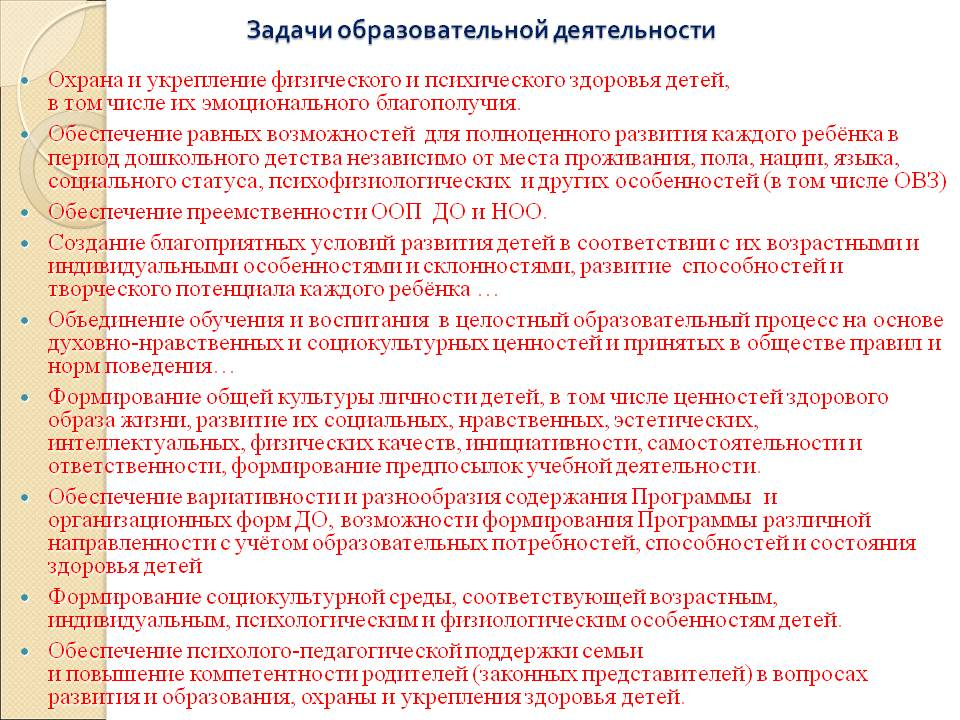 Задачи образовательной деятельности
• Охрана и укрепление физического и психического здоровья детей,
в том числе их эмоционального благополучия.
• Обеспечение равных возможностей для полноценного развития каждого ребёнка в
период дошкольного детства независимо от места проживания, пола, нации, языка,
социального статуса, психофизиологических и других особенностей (в том числе ОВЗ)
• Обеспечение преемственности ООП ДО и НОО.
• Создание благоприятных условий развития детей в соответствии с их возрастными и
индивидуальными особенностями и склонностями, развитие способностей и
творческого потенциала каждого ребёнка …
• Объединение обучения и воспитания в целостный образовательный процесс на основе
духовно-нравственных и социокультурных ценностей и принятых в обществе правил и
норм поведения…
• Формирование общей культуры личности детей, в том числе ценностей здорового
образа жизни, развитие их социальных, нравственных, эстетических,
интеллектуальных, физических качеств, инициативности, самостоятельности и
ответственности, формирование предпосылок учебной деятельности.
• Обеспечение вариативности и разнообразия содержания Программы и
организационных форм ДО, возможности формирования Программы различной
направленности с учётом образовательных потребностей, способностей и состояния
здоровья детей
• Формирование социокультурной среды, соответствующей возрастным,
индивидуальным, психологическим и физиологическим особенностям детей.
• Обеспечение психолого-педагогической поддержки семьи
и повышение компетентности родителей (законных представителей) в вопросах
развития и образования, охраны и укрепления здоровья детей.